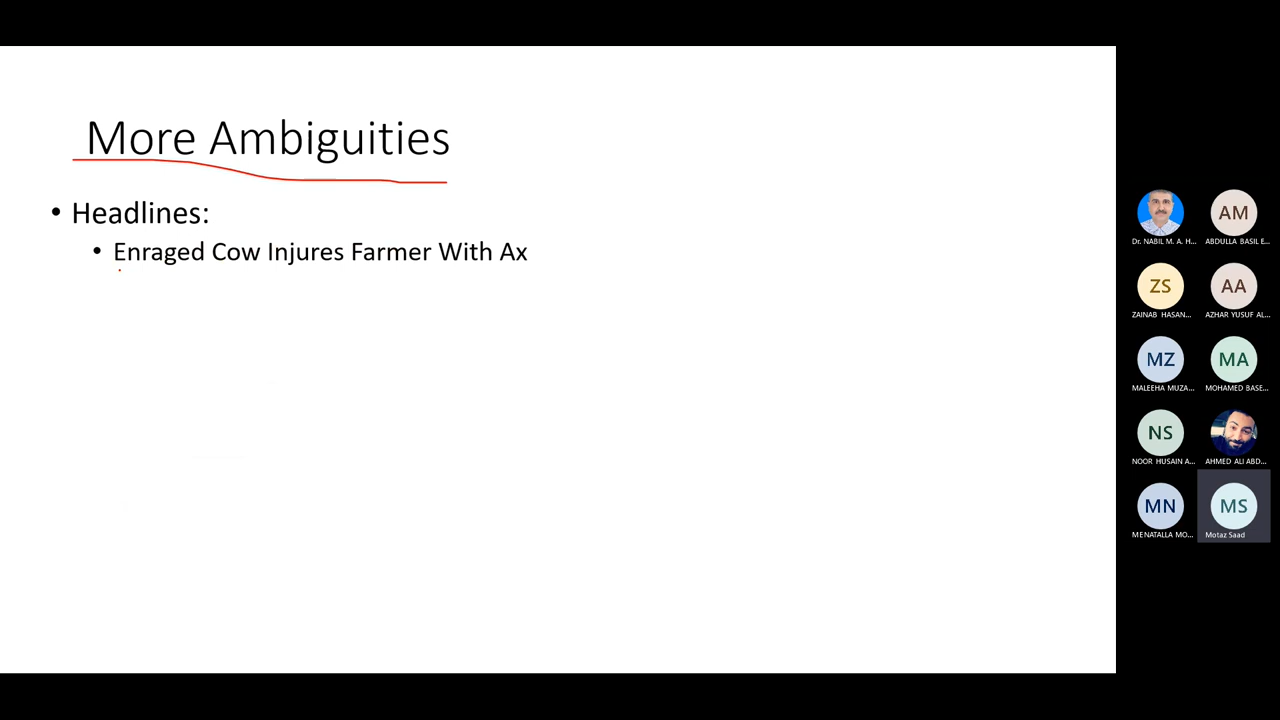 More Ambiguities
• Headlines:
• Enraged Cow Injures Farmer With Ax
Dr. NABIL M. A. H...
AM
ABDULLA BASIL E...
ZS
ZAINAB HASAN...
AA
AZHAR YUSUF AL...
MZ
MALEEHA MUZA...
MA
MOHAMED BASE...
NS
NOOR HUSAIN A...
AHMED ALI ABD...
MN
MENATALLA MO...
MS
Motaz Saad